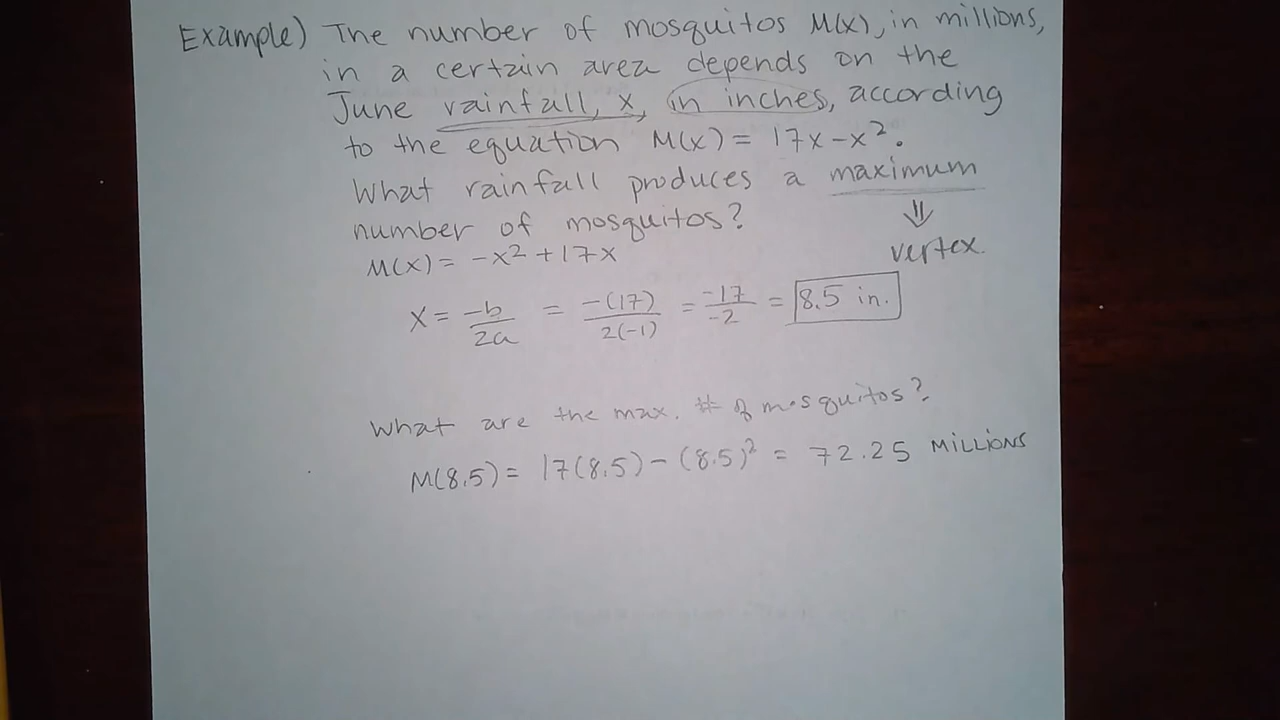 Example) The number of mosquitos M(x), in millions,
in a certain area depends on the
June rainfall, x, in inches, according
to the equation M(x) = 17x-x².
What rainfall produces a maximum
number of mosquitos?
⇓
vertex.
M(x) = -x² + 17x
x = -b/2a = -(17)/2(-1) = -17/-2 = 8.5 in.
What are the max. # of mosquitos?
M(8.5) = 17(8.5) - (8.5)² = 72.25 MILLIONS